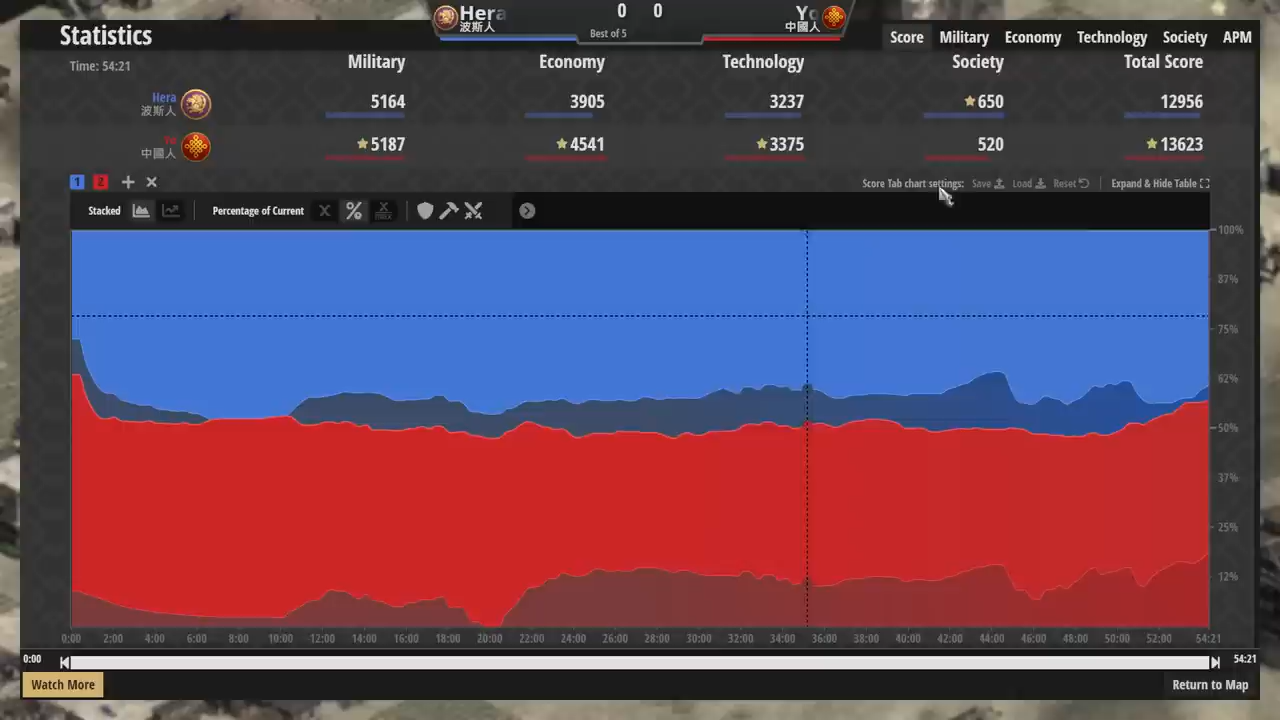 Hera 0 0 Yo
波斯人 中國人
Best of 5
Statistics
Score Military Economy Technology Society APM
Time: 54:21
Military Economy Technology Society Total Score
Hera
波斯人
5164 3905 3237 650 12956
中國人
5187 4541 3375 520 13623
1 2
Score Tab chart settings: Save Load Reset Expand & Hide Table
Stacked Percentage of Current X % X MAX
100%
87%
75%
62%
50%
37%
25%
12%
0:00 2:00 4:00 6:00 8:00 10:00 12:00 14:00 16:00 18:00 20:00 22:00 24:00 26:00 28:00 30:00 32:00 34:00 36:00 38:00 40:00 42:00 44:00 46:00 48:00 50:00 52:00 54:21
0:00 54:21
Watch More Return to Map